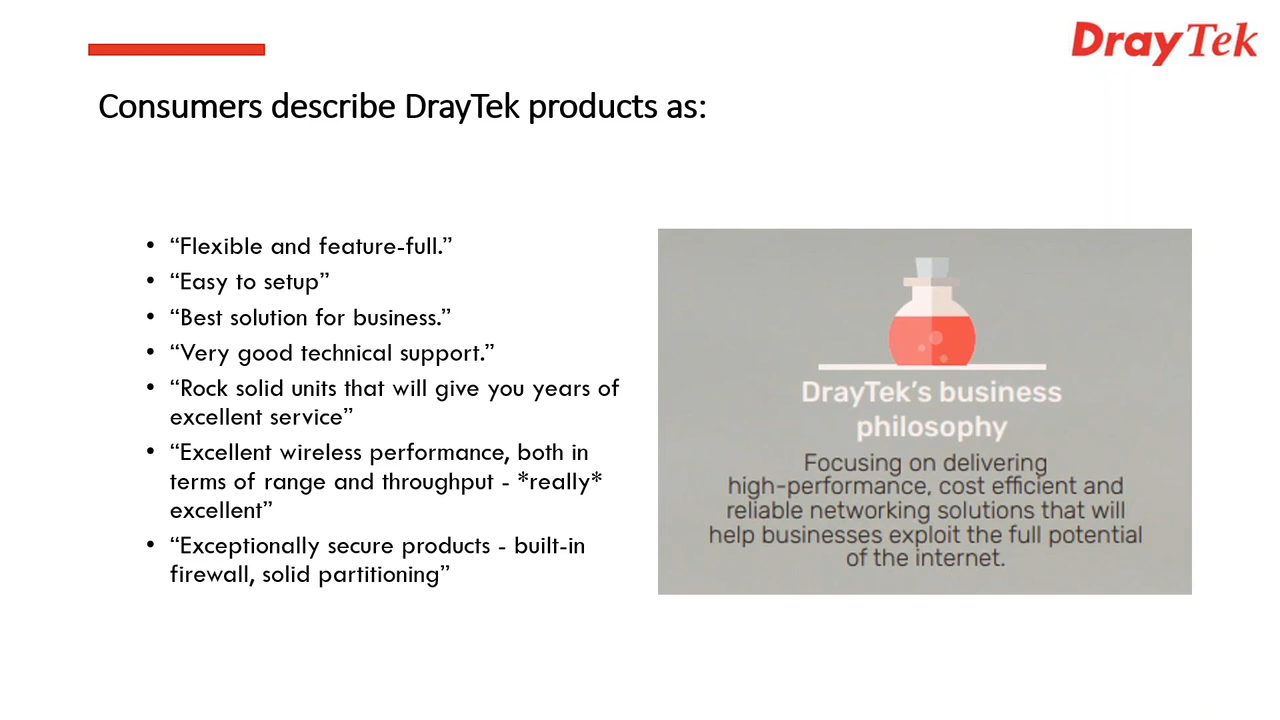 DrayTek
Consumers describe DrayTek products as:
• “Flexible and feature-full.”
• “Easy to setup”
• “Best solution for business.”
• “Very good technical support.”
• “Rock solid units that will give you years of
excellent service”
• “Excellent wireless performance, both in
terms of range and throughput - *really*
excellent”
• “Exceptionally secure products - built-in
firewall, solid partitioning”
DrayTek’s business
philosophy
Focusing on delivering
high-performance, cost efficient and
reliable networking solutions that will
help businesses exploit the full potential
of the internet.